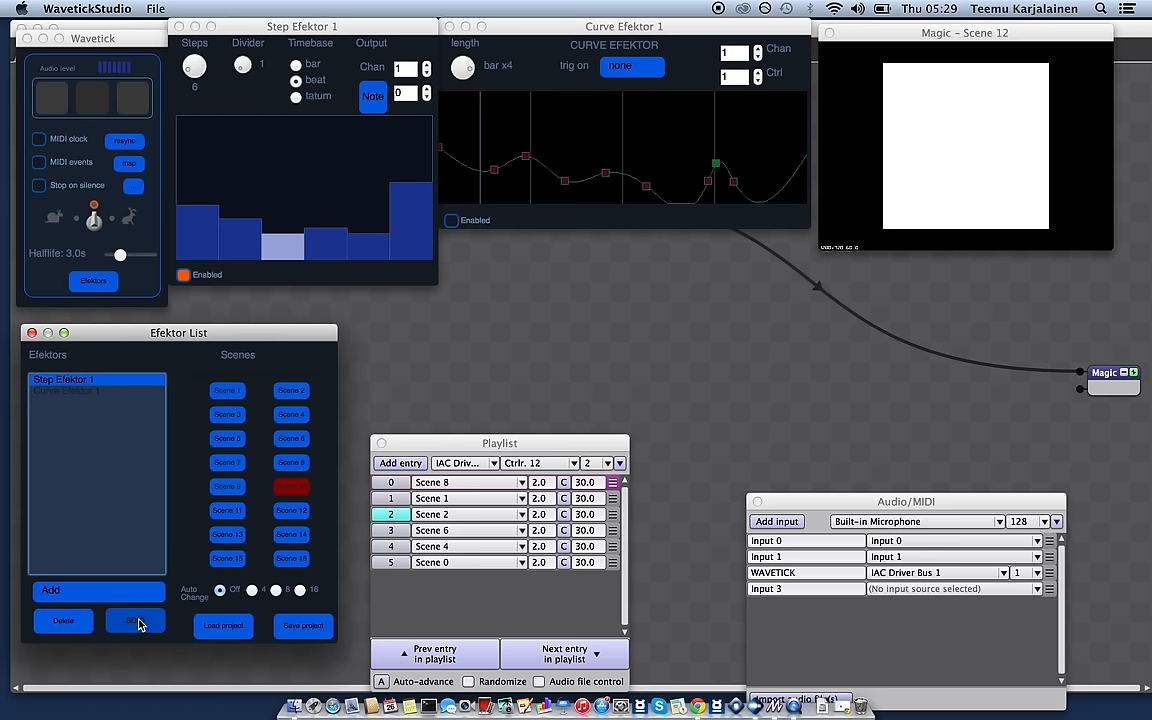 WavetickStudio File
Thu 05:29 Teemu Karjalainen
Wavetick
Audio level
MIDI clock resync
MIDI events map
Stop on silence ...
Halflife: 3.0s
Efektors
Step Efektor 1
Steps Divider Timebase Output
6 1
bar
beat
tatum
Chan 1
Note 0
Enabled
Curve Efektor 1
length CURVE EFEKTOR
bar x4 trig on none
1 Chan
1 Ctrl
Enabled
Magic - Scene 12
Magic
Efektor List
Efektors Scenes
Step Efektor 1
Curve Efektor 1
Scene 1 Scene 2
Scene 3 Scene 4
Scene 5 Scene 6
Scene 7 Scene 8
Scene 9
Scene 11 Scene 12
Scene 13 Scene 14
Scene 15 Scene 16
Add
Auto Change Off 4 8 16
Delete
Load project Save project
Playlist
Add entry IAC Driv... Ctrlr. 12 2
0 Scene 8 2.0 C 30.0
1 Scene 1 2.0 C 30.0
2 Scene 2 2.0 C 30.0
3 Scene 6 2.0 C 30.0
4 Scene 4 2.0 C 30.0
5 Scene 0 2.0 C 30.0
Prev entry in playlist
Next entry in playlist
A Auto-advance Randomize Audio file control
Audio/MIDI
Add input Built-in Microphone 128
Input 0 Input 0
Input 1 Input 1
WAVETICK IAC Driver Bus 1 1
Input 3 (No input source selected)
Import audio file(s)